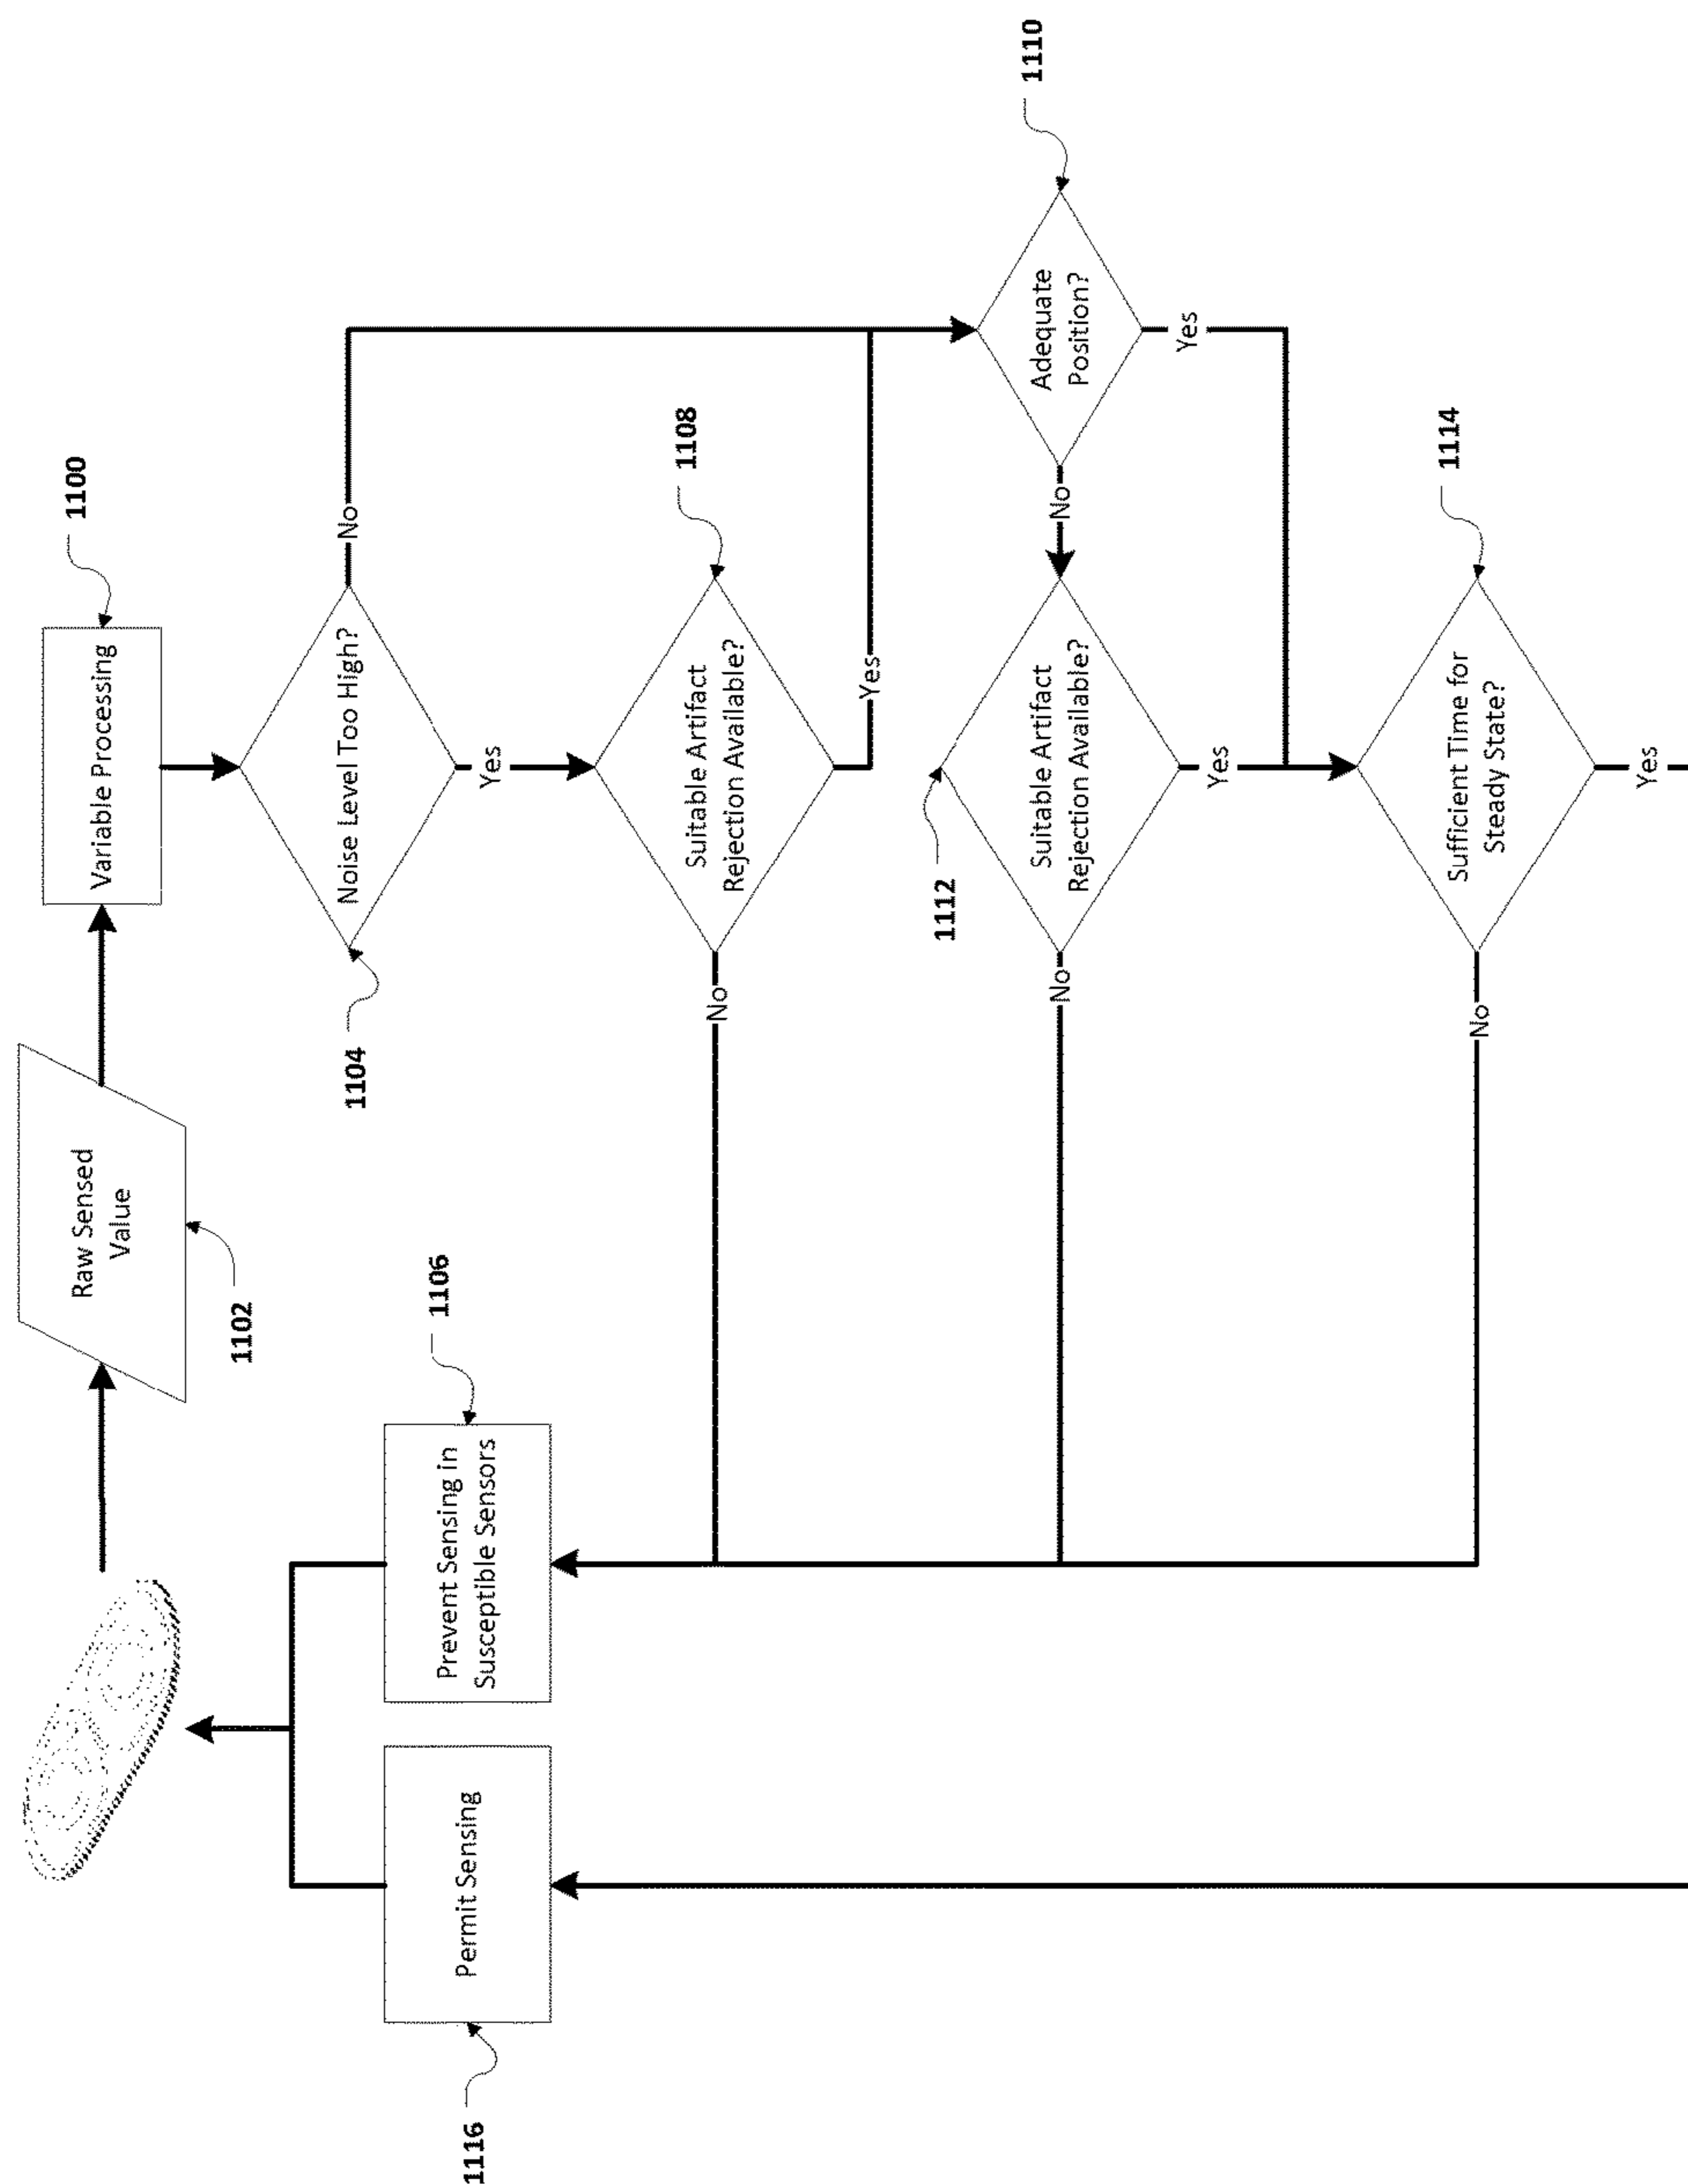 Raw Sensed
Value
1102
Variable Processing
1100
Noise Level Too High?
1104
No
Yes
Permit Sensing
1116
Prevent Sensing in
Susceptible Sensors
1106
Suitable Artifact
Rejection Available?
1108
No
Yes
Adequate
Position?
1110
No
Yes
Suitable Artifact
Rejection Available?
1112
No
Yes
Sufficient Time for
Steady State?
1114
No
Yes